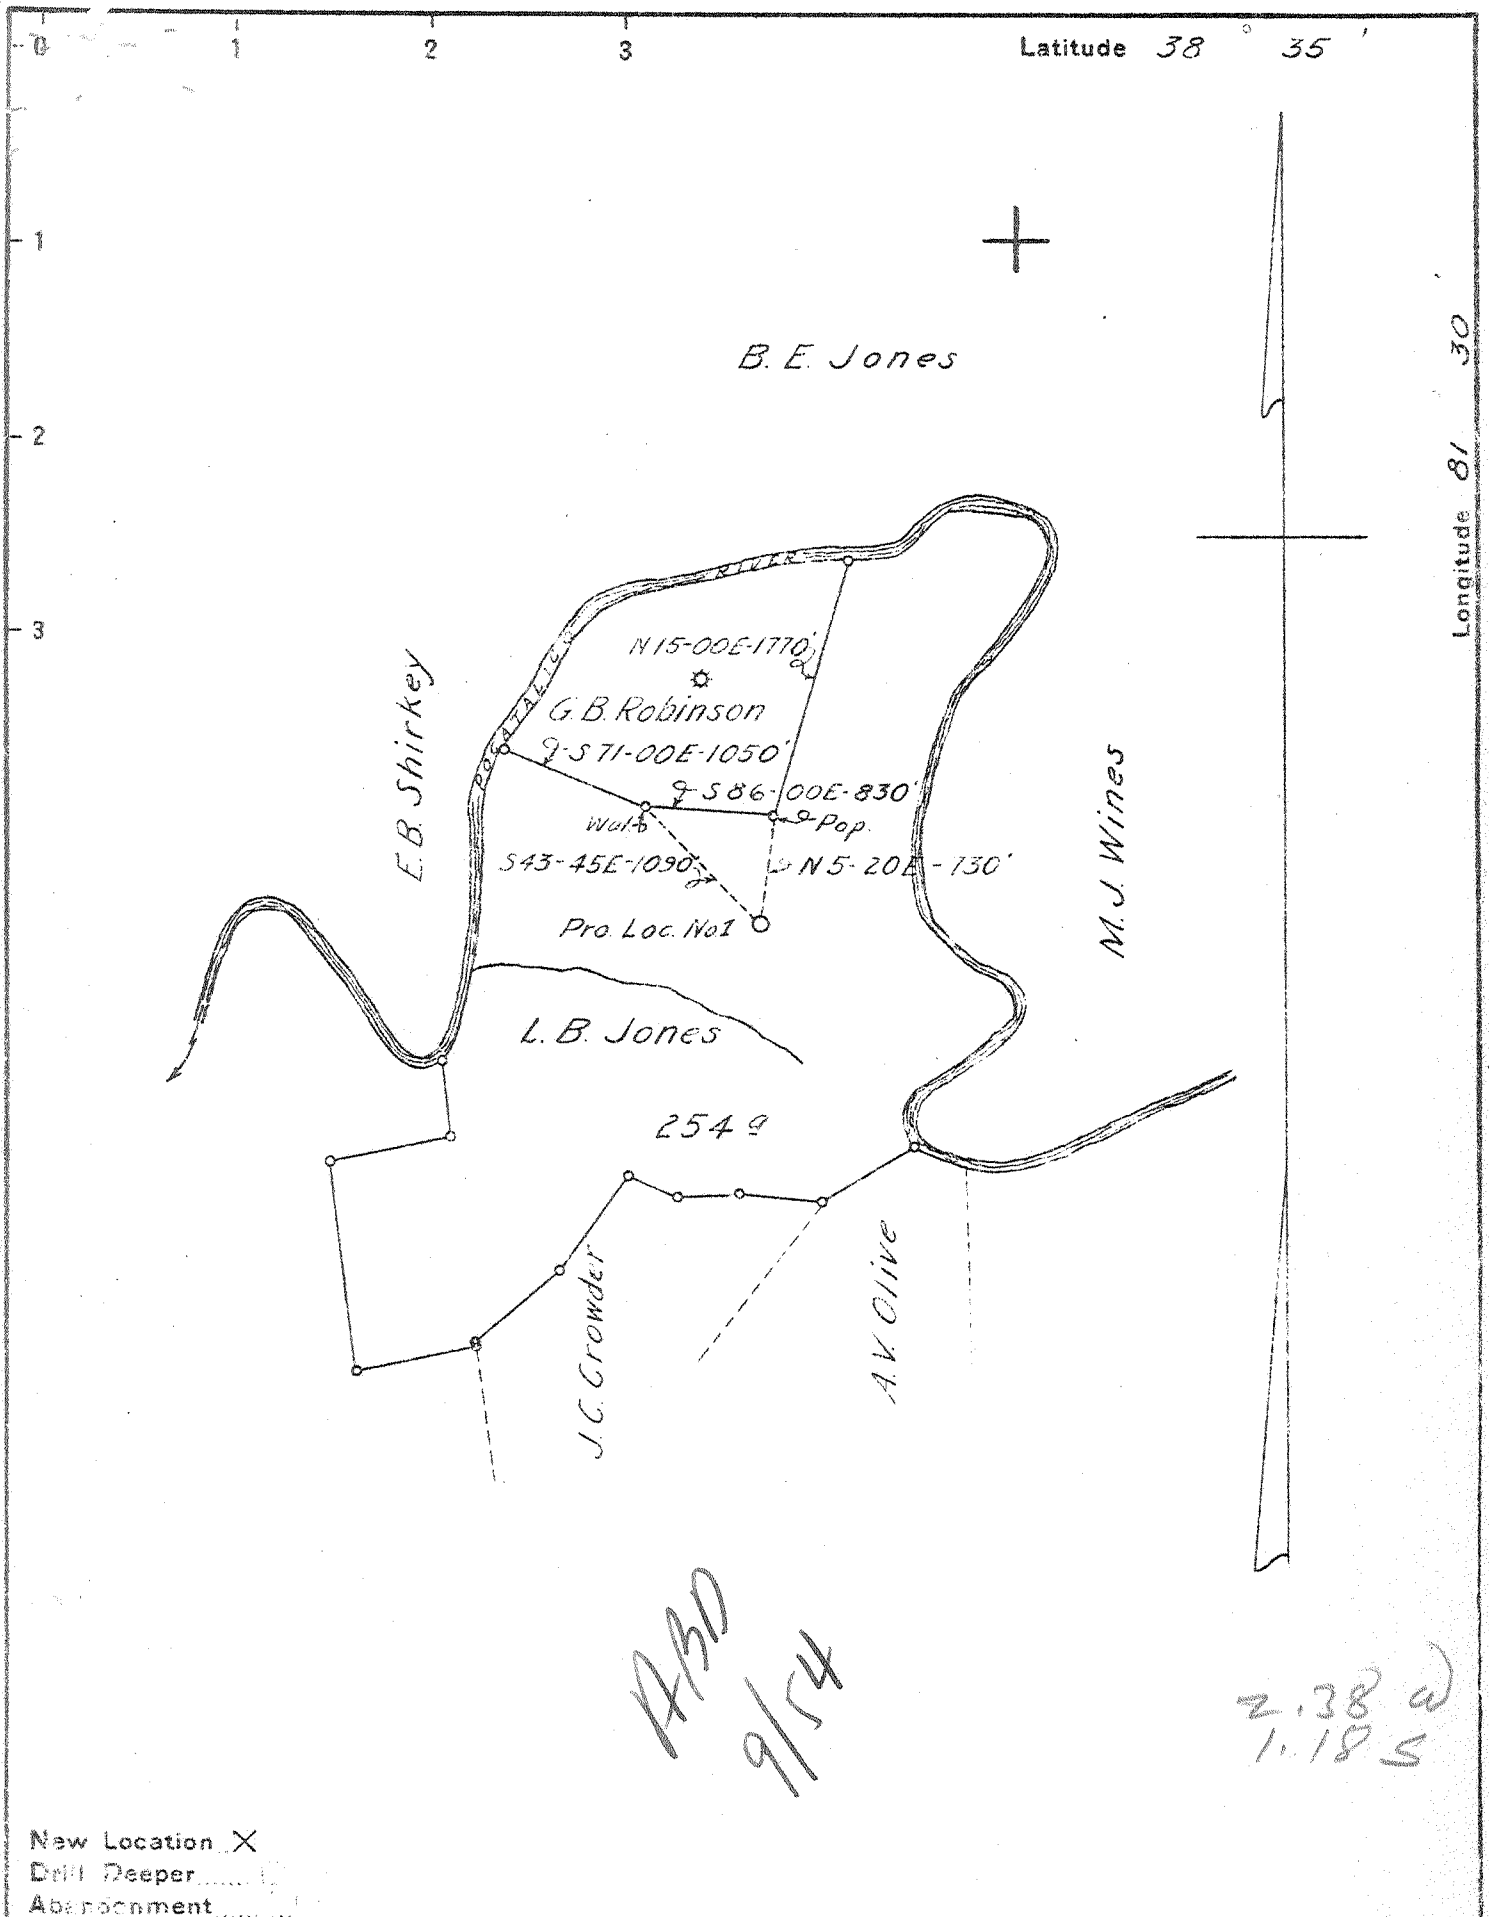 0 1 2 3 Latitude 38 ° 35 '
1
2
3
Longitude 81 30
B. E. Jones
POCATALICO RIVER
N 15-00E-1770'
G. B. Robinson
S 71-00E-1050'
S 86-00E-830'
Pop.
S43-45E-1090'
N 5-20E-730'
Pro. Loc. No1
E. B. Shirkey
M. J. Wines
L. B. Jones
254 a
J. C. Crowder
A. V. Olive
ABD
9/54
2.38 W
1.18 S
New Location X
Drill Deeper
Abandonment